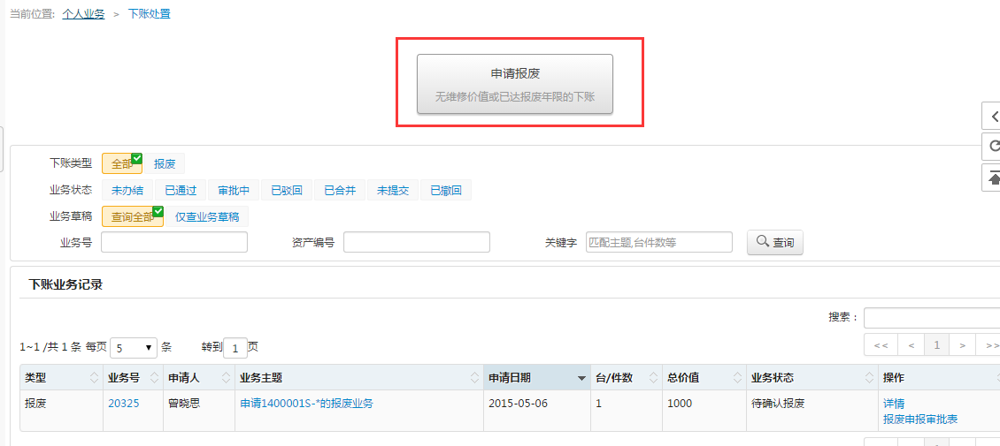 当前位置: 个人业务 > 下账处置
申请报废
无维修价值或已达报废年限的下账
下账类型 全部 报废
业务状态 未办结 已通过 审批中 已驳回 已合并 未提交 已撤回
业务草稿 查询全部 仅查业务草稿
业务号 资产编号 关键字 匹配主题,台件数等 查询
下账业务记录
搜索：
1~1 /共 1 条 每页 5 条 转到 1 页 << < 1 > >>
类型 业务号 申请人 业务主题 申请日期 台/件数 总价值 业务状态 操作
报废 20325 曾晓思 申请1400001S-*的报废业务 2015-05-06 1 1000 待确认报废 详情
报废申报审批表